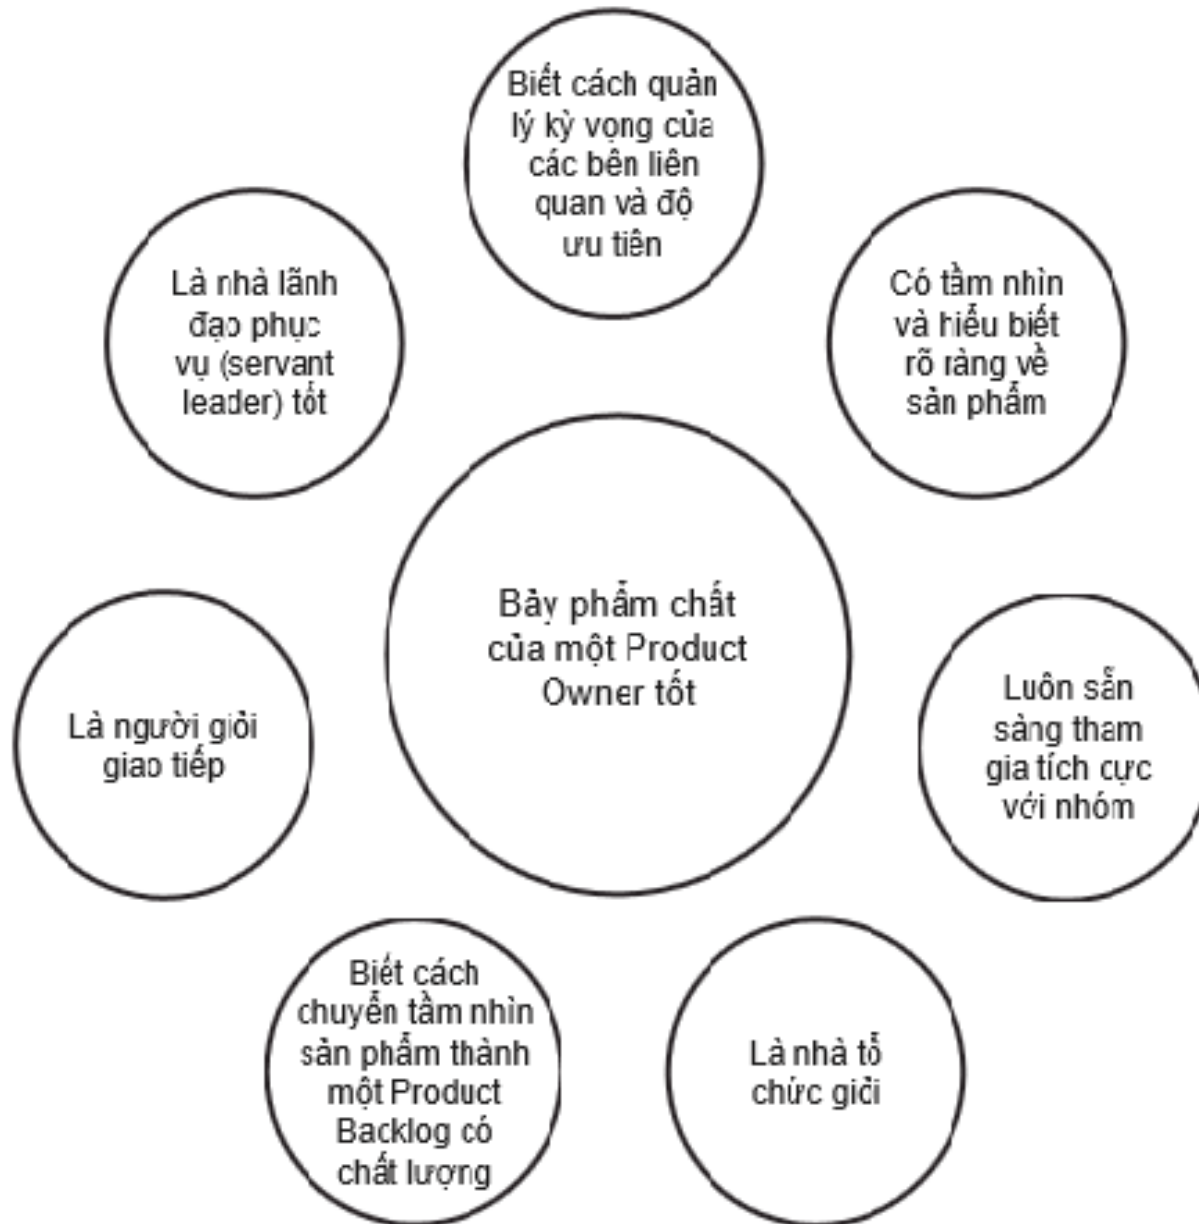 Biết cách quản
lý kỳ vọng của
các bên liên
quan và độ
ưu tiên
Là nhà lãnh
đạo phục
vụ (servant
leader) tốt
Có tầm nhìn
và hiểu biết
rõ ràng về
sản phẩm
Bảy phẩm chất
của một Product
Owner tốt
Là người giỏi
giao tiếp
Luôn sẵn
sàng tham
gia tích cực
với nhóm
Biết cách
chuyển tầm nhìn
sản phẩm thành
một Product
Backlog có
chất lượng
Là nhà tổ
chức giỏi